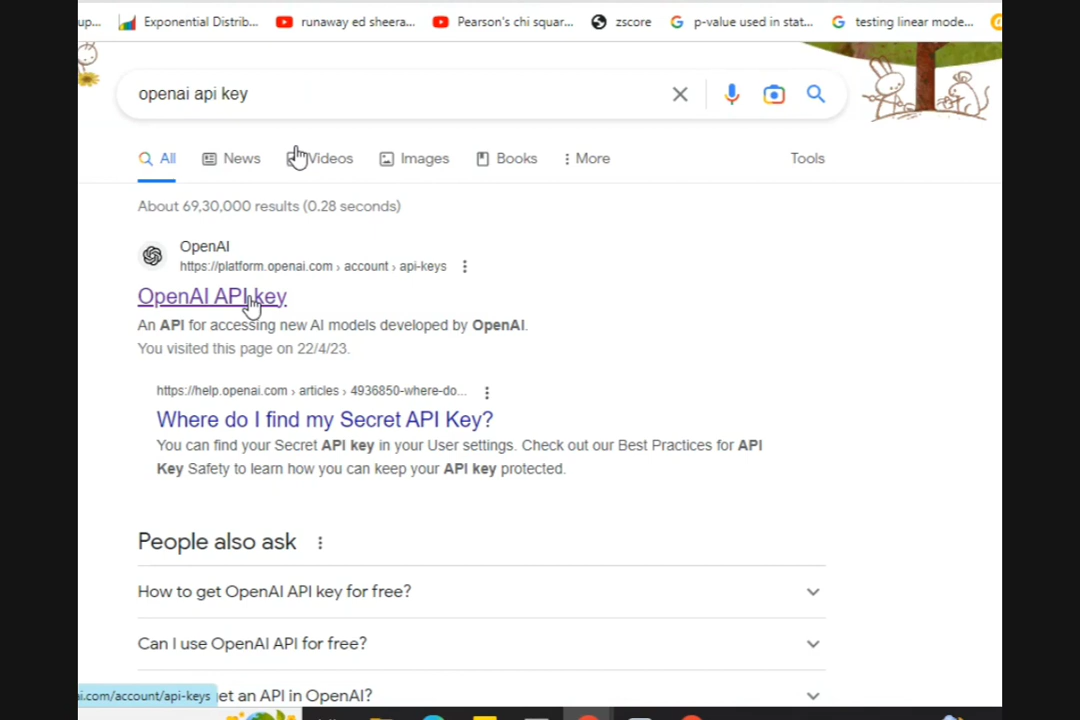 up...
Exponential Distrib...
runaway ed sheera...
Pearson's chi squar...
zscore
p-value used in stat...
testing linear mode...
openai api key
All
News
Videos
Images
Books
More
Tools
About 69,30,000 results (0.28 seconds)
OpenAI
https://platform.openai.com › account › api-keys
OpenAI API key
An API for accessing new AI models developed by OpenAI.
You visited this page on 22/4/23.
https://help.openai.com › articles › 4936850-where-do...
Where do I find my Secret API Key?
You can find your Secret API key in your User settings. Check out our Best Practices for API
Key Safety to learn how you can keep your API key protected.
People also ask
How to get OpenAI API key for free?
Can I use OpenAI API for free?
et an API in OpenAI?
i.com/account/api-keys